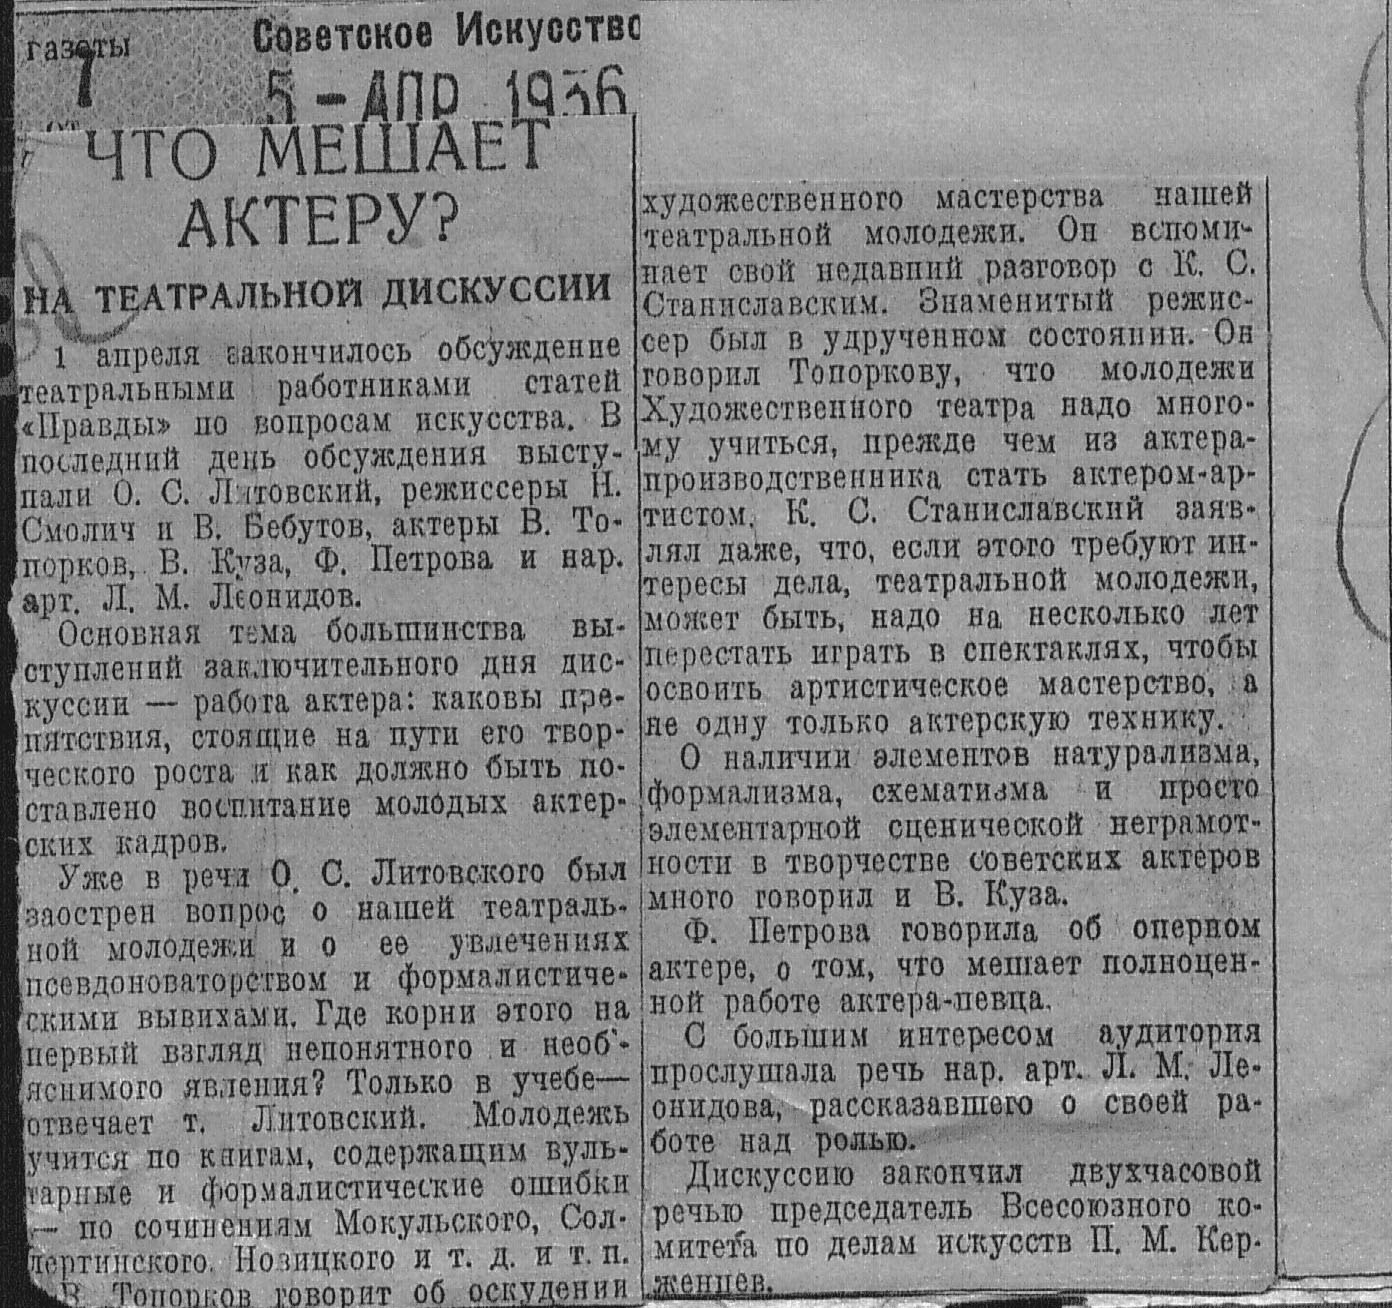 газеты
Советское Искусство
7
5 - АПР 1936
от
ЧТО МЕШАЕТ
АКТЕРУ?
НА ТЕАТРАЛЬНОЙ ДИСКУССИИ
1 апреля закончилось обсуждение
театральными работниками статей
«Правды» по вопросам искусства. В
последний день обсуждения высту-
пали О. С. Литовский, режиссеры Н.
Смолич и В. Бебутов, актеры В. То-
порков, В. Куза, Ф. Петрова и нар.
арт. Л. М. Леонидов.
Основная тема большинства вы-
ступлений заключительного дня дис-
куссии — работа актера: каковы пре-
пятствия, стоящие на пути его твор-
ческого роста и как должно быть по-
ставлено воспитание молодых актер-
ских кадров.
Уже в речи О. С. Литовского был
заострен вопрос о нашей театраль-
ной молодежи и о ее увлечениях
псевдоноваторством и формалистиче-
скими вывихами. Где корни этого на
первый взгляд непонятного и необ'-
яснимого явления? Только в учебе—
отвечает т. Литовский. Молодежь
учится по книгам, содержащим вуль-
гарные и формалистические ошибки
— по сочинениям Мокульского, Сол-
лертинского, Новицкого и т. д. и т. п.
В. Топорков говорит об оскудении
художественного мастерства нашей
театральной молодежи. Он вспоми-
нает свой недавний разговор с К. С.
Станиславским. Знаменитый режис-
сер был в удрученном состоянии. Он
говорил Топоркову, что молодежи
Художественного театра надо много-
му учиться, прежде чем из актера-
производственника стать актером-ар-
тистом. К. С. Станиславский заяв-
лял даже, что, если этого требуют ин-
тересы дела, театральной молодежи,
может быть, надо на несколько лет
перестать играть в спектаклях, чтобы
освоить артистическое мастерство, а
не одну только актерскую технику.
О наличии элементов натурализма,
формализма, схематизма и просто
элементарной сценической неграмот-
ности в творчестве советских актеров
много говорил и В. Куза.
Ф. Петрова говорила об оперном
актере, о том, что мешает полноцен-
ной работе актера-певца.
С большим интересом аудитория
прослушала речь нар. арт. Л. М. Ле-
онидова, рассказавшего о своей ра-
боте над ролью.
Дискуссию закончил двухчасовой
речью председатель Всесоюзного ко-
митета по делам искусств П. М. Кер-
женцев.